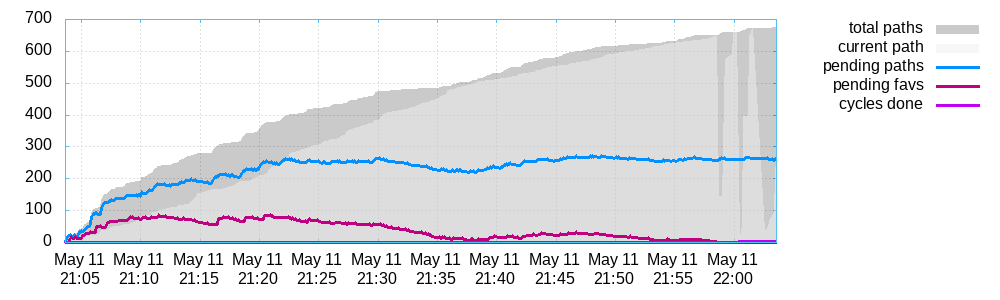 700
600
500
400
300
200
100
0
May 11 May 11 May 11 May 11 May 11 May 11 May 11 May 11 May 11 May 11 May 11 May 11
21:05 21:10 21:15 21:20 21:25 21:30 21:35 21:40 21:45 21:50 21:55 22:00
total paths
current path
pending paths
pending favs
cycles done